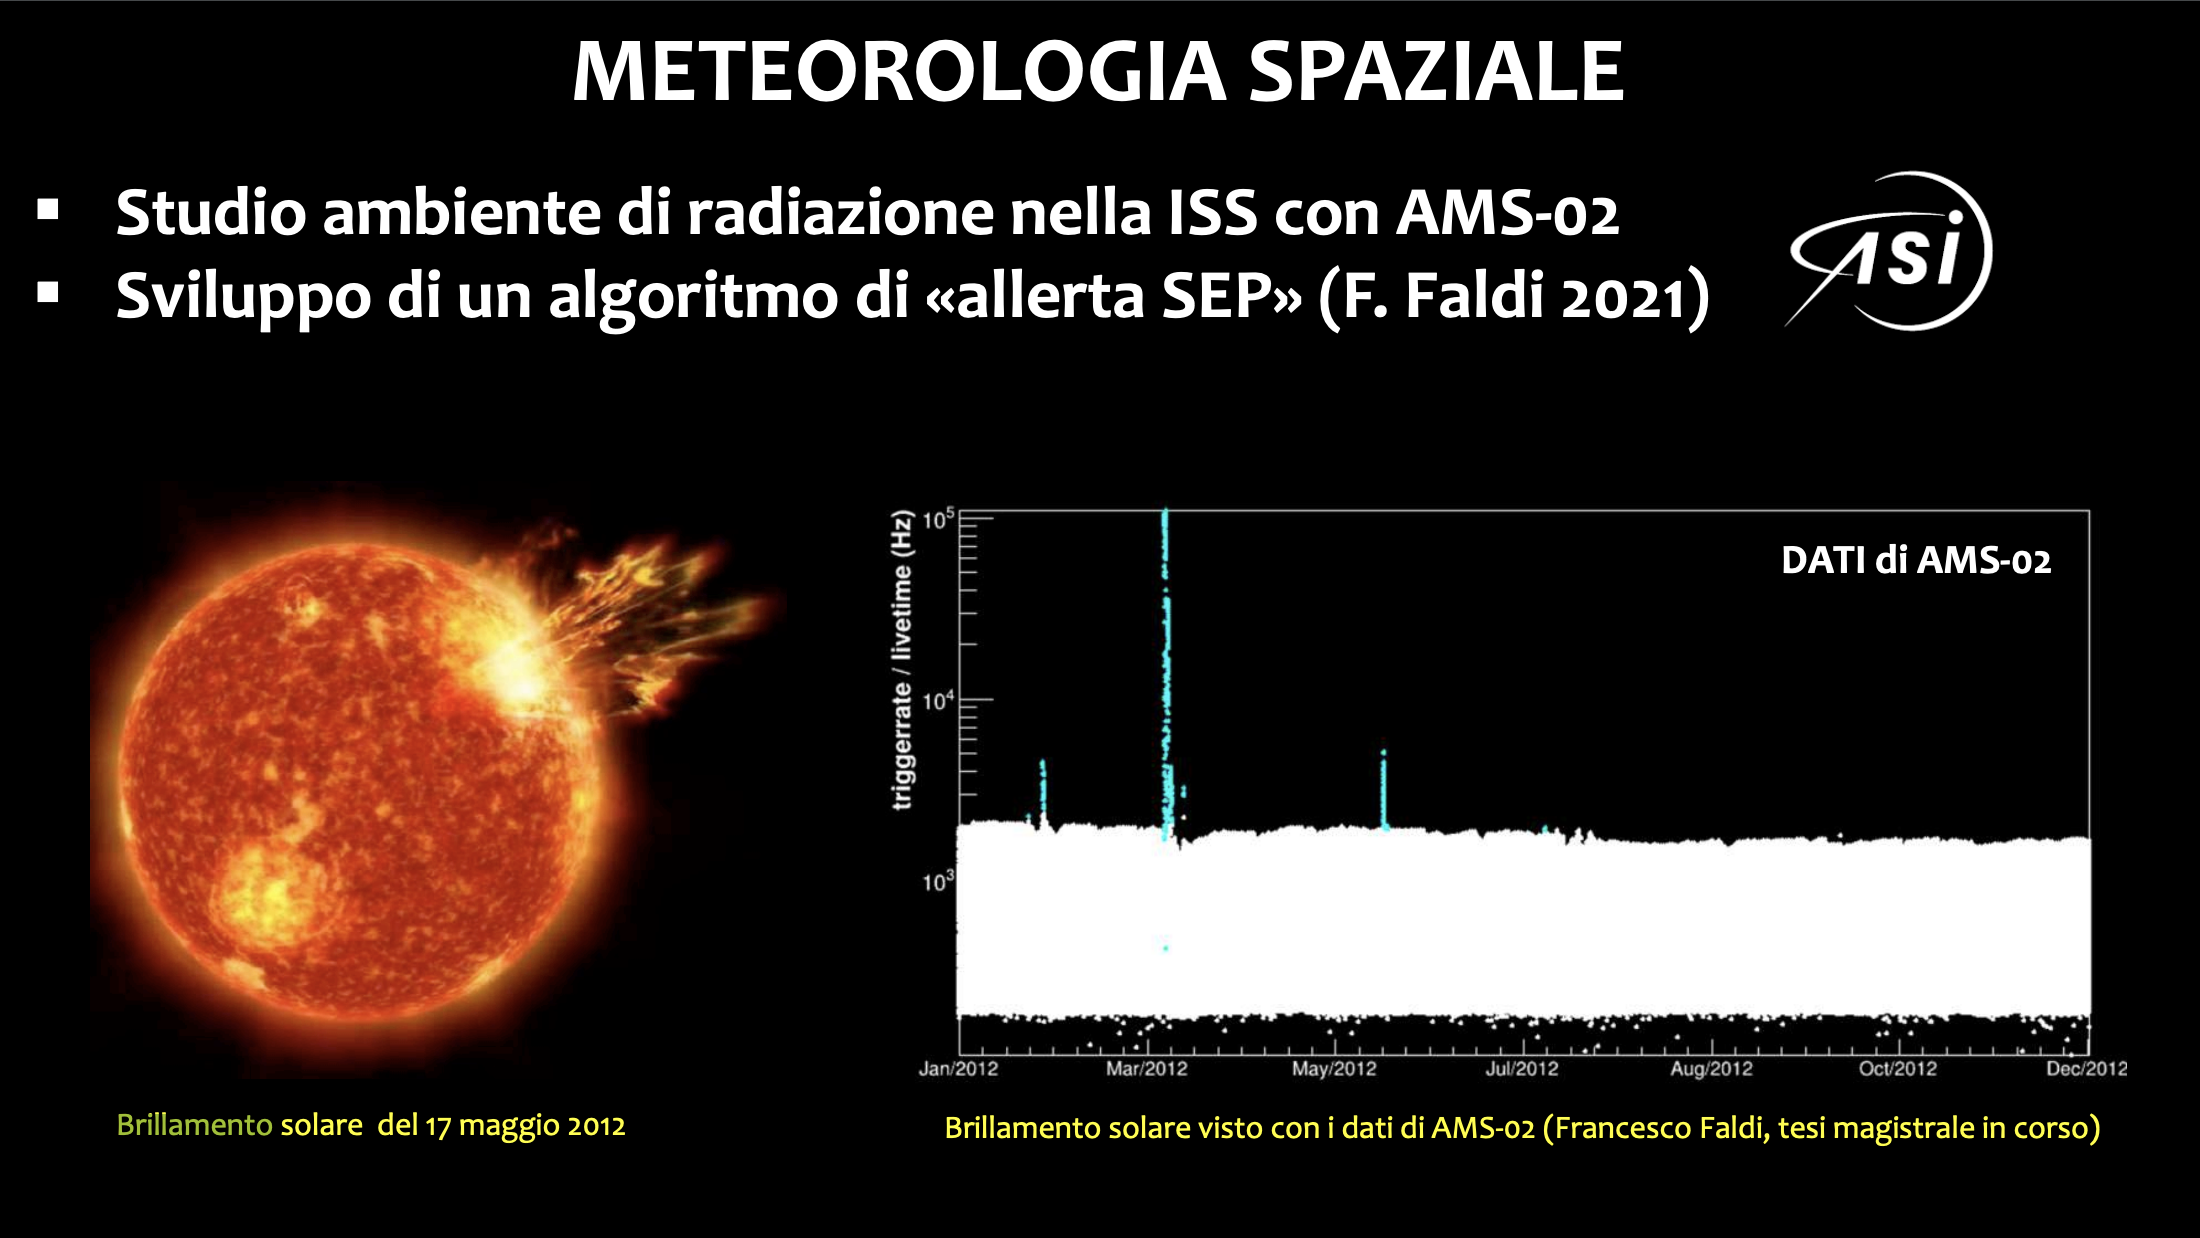 METEOROLOGIA SPAZIALE
▪ Studio ambiente di radiazione nella ISS con AMS-02
▪ Sviluppo di un algoritmo di «allerta SEP» (F. Faldi 2021)
ASI
triggerrate / livetime (Hz)
10⁵
10⁴
10³
DATI di AMS-02
Jan/2012 Mar/2012 May/2012 Jul/2012 Aug/2012 Oct/2012 Dec/2012
Brillamento solare del 17 maggio 2012
Brillamento solare visto con i dati di AMS-02 (Francesco Faldi, tesi magistrale in corso)